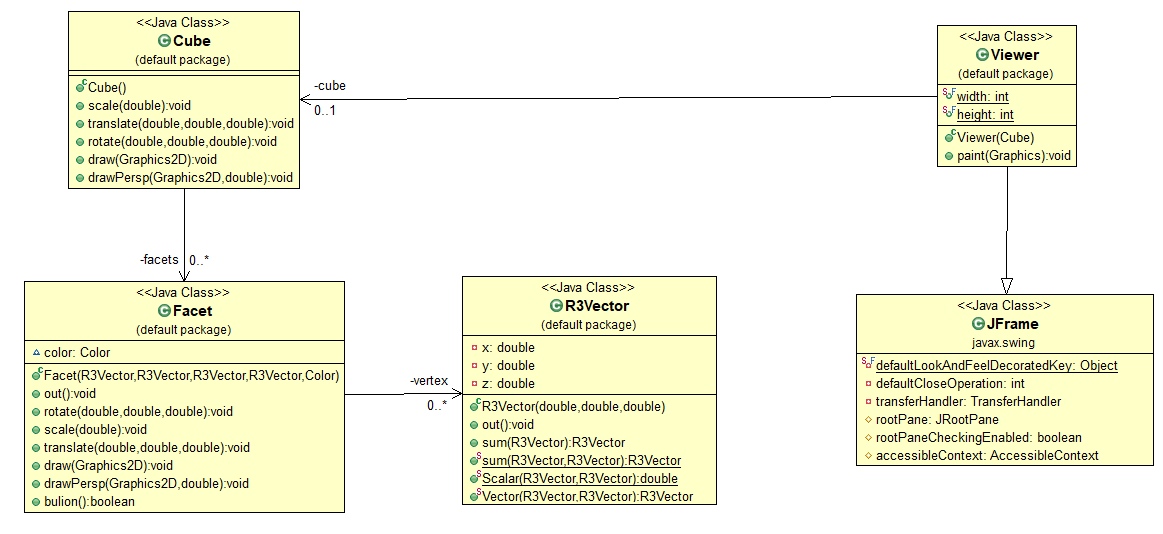 <<Java Class>>
Cube
(default package)
Cube()
scale(double):void
translate(double,double,double):void
rotate(double,double,double):void
draw(Graphics2D):void
drawPersp(Graphics2D,double):void
-cube
0..1
<<Java Class>>
Viewer
(default package)
width: int
height: int
Viewer(Cube)
paint(Graphics):void
-facets 0..*
<<Java Class>>
Facet
(default package)
color: Color
Facet(R3Vector,R3Vector,R3Vector,R3Vector,Color)
out():void
rotate(double,double,double):void
scale(double):void
translate(double,double,double):void
draw(Graphics2D):void
drawPersp(Graphics2D,double):void
bulion():boolean
-vertex
0..*
<<Java Class>>
R3Vector
(default package)
x: double
y: double
z: double
R3Vector(double,double,double)
out():void
sum(R3Vector):R3Vector
sum(R3Vector,R3Vector):R3Vector
Scalar(R3Vector,R3Vector):double
Vector(R3Vector,R3Vector):R3Vector
<<Java Class>>
JFrame
javax.swing
defaultLookAndFeelDecoratedKey: Object
defaultCloseOperation: int
transferHandler: TransferHandler
rootPane: JRootPane
rootPaneCheckingEnabled: boolean
accessibleContext: AccessibleContext